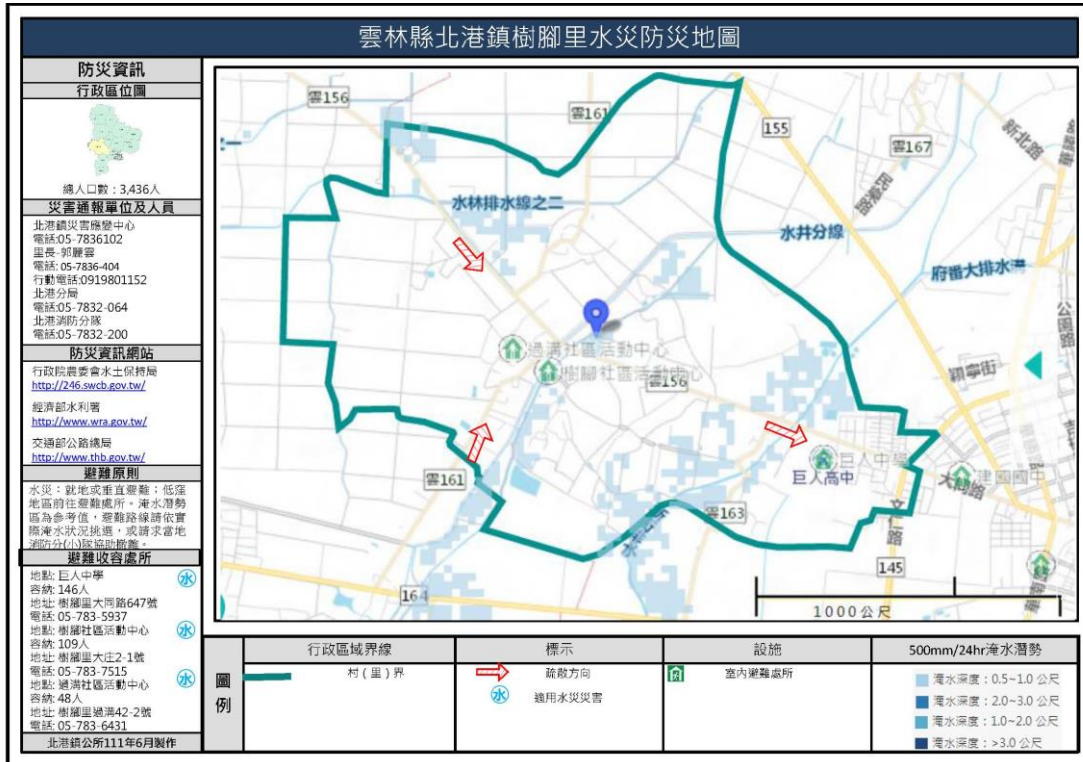 雲林縣北港鎮樹腳里水災防災地圖
防災資訊
行政區位圖
總人口數：3,436人
災害通報單位及人員
北港鎮災害應變中心
電話:05-7836102
里長-郭麗雲
電話: 05-7836-404
行動電話:0919801152
北港分局
電話:05-7832-064
北港消防分隊
電話:05-7832-200
防災資訊網站
行政院農委會水土保持局
http://246.swcb.gov.tw/
經濟部水利署
http://www.wra.gov.tw/
交通部公路總局
http://www.thb.gov.tw/
避難原則
水災：就地或垂直避難；低窪
地區前往避難處所。淹水潛勢
區為參考值，避難路線請依實
際淹水狀況挑選，或請求當地
消防分(小)隊協助撤離。
避難收容處所
地點: 巨人中學
水
容納: 146人
地址: 樹腳里大同路647號
電話: 05-783-5937
地點: 樹腳社區活動中心
水
容納: 109人
地址: 樹腳里大庄2-1號
電話: 05-783-7515
地點: 過溝社區活動中心
水
容納: 48人
地址: 樹腳里過溝42-2號
電話: 05-783-6431
北港鎮公所111年6月製作
雲156
雲161
155
新北路
雲167
民樂路
水林排水線之二
水井分線
府番大排水
公園路
過溝社區活動中心
樹腳社區活動中心
雲156
穎寧街
巨人中學
巨人高中
建國國中
大同路
雲161
雲163
文仁路
145
華南路
164
1000公尺
圖例
行政區域界線
村（里）界
標示
疏散方向
水
適用水災災害
設施
室內避難處所
500mm/24hr淹水潛勢
淹水深度：0.5~1.0 公尺
淹水深度：2.0~3.0 公尺
淹水深度：1.0~2.0 公尺
淹水深度：>3.0 公尺